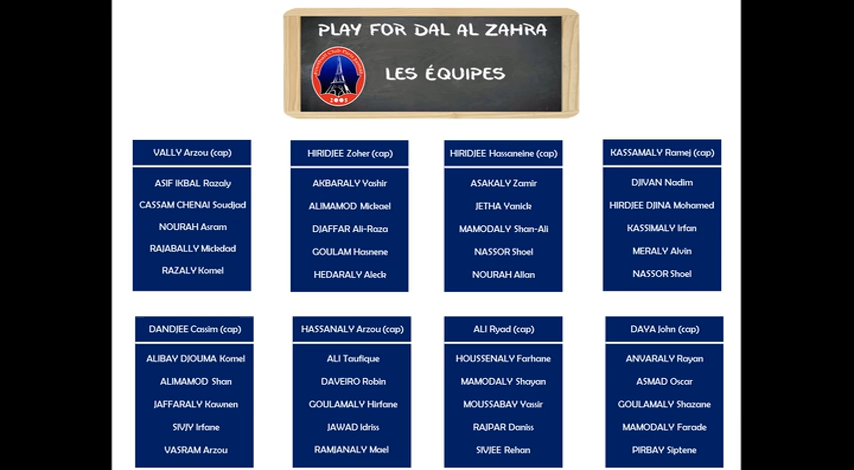 PLAY FOR DAL AL ZAHRA
LES ÉQUIPES
2005
VALLY Arzou (cap)
ASIF IKBAL Razaly
CASSAM CHENAI Soudjad
NOURAH Asram
RAJABALLY Mickdad
RAZALY Komel
HIRIDJEE Zoher (cap)
AKBARALY Yashir
ALIMAMOD Mickael
DJAFFAR Ali-Raza
GOULAM Hasnene
HEDARALY Aleck
HIRIDJEE Hassaneine (cap)
ASAKALY Zamir
JETHA Yanick
MAMODALY Shan-Ali
NASSOR Shoel
NOURAH Allan
KASSAMALY Ramej (cap)
DJIVAN Nadim
HIRDJEE DJINA Mohamed
KASSIMALY Irfan
MERALY Alvin
NASSOR Shoel
DANDJEE Cassim (cap)
ALIBAY DJOUMA Komel
ALIMAMOD Shan
JAFFARALY Kawnen
SIVJY Irfane
VASRAM Arzou
HASSANALY Arzou (cap)
ALI Taufique
DAVEIRO Robin
GOULAMALY Hirfane
JAWAD Idriss
RAMJANALY Mael
ALI Ryad (cap)
HOUSSENALY Farhane
MAMODALY Shayan
MOUSSABAY Yassir
RAJPAR Daniss
SIVJEE Rehan
DAYA John (cap)
ANVARALY Rayan
ASMAD Oscar
GOULAMALY Shazane
MAMODALY Farade
PIRBAY Siptene